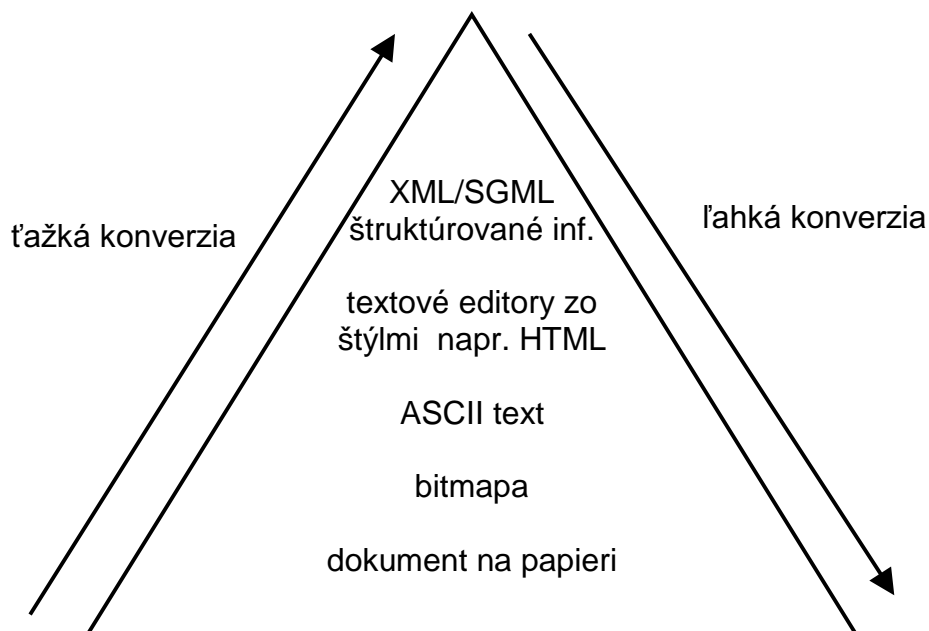 XML/SGML
štruktúrované inf.
ťažká konverzia
ľahká konverzia
textové editory zo
štýlmi  napr. HTML
ASCII text
bitmapa
dokument na papieri